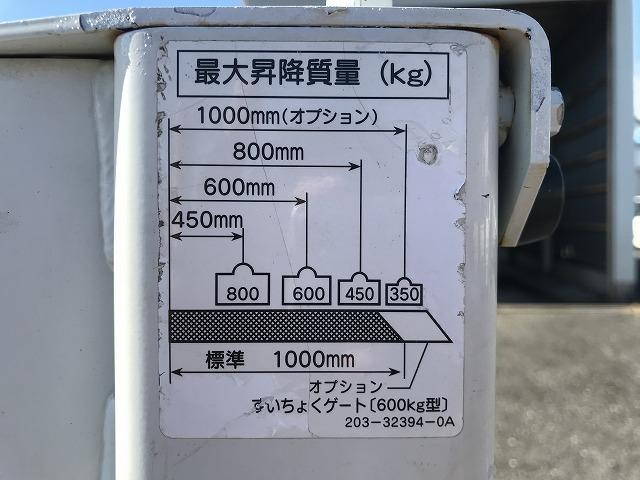 最大昇降質量 (kg)
1000mm(オプション)
800mm
600mm
450mm
800 600 450 350
標準 1000mm
オプション
すいちょくゲート〔600kg型〕
203-32394-0A